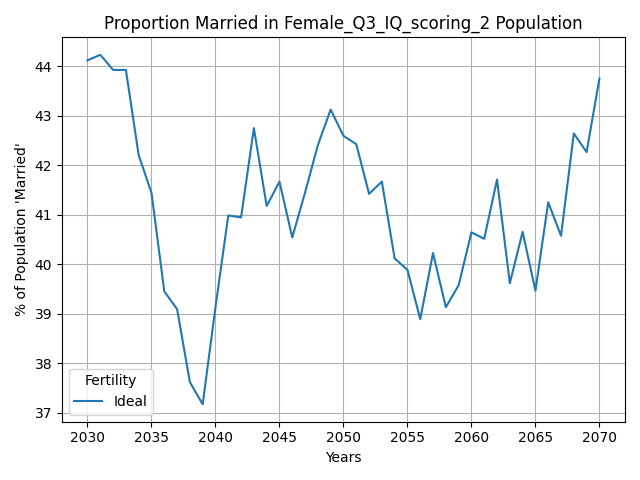 Proportion Married in Female_Q3_IQ_scoring_2 Population
% of Population 'Married'
44
43
42
41
40
39
38
37
Fertility
Ideal
2030 2035 2040 2045 2050 2055 2060 2065 2070
Years